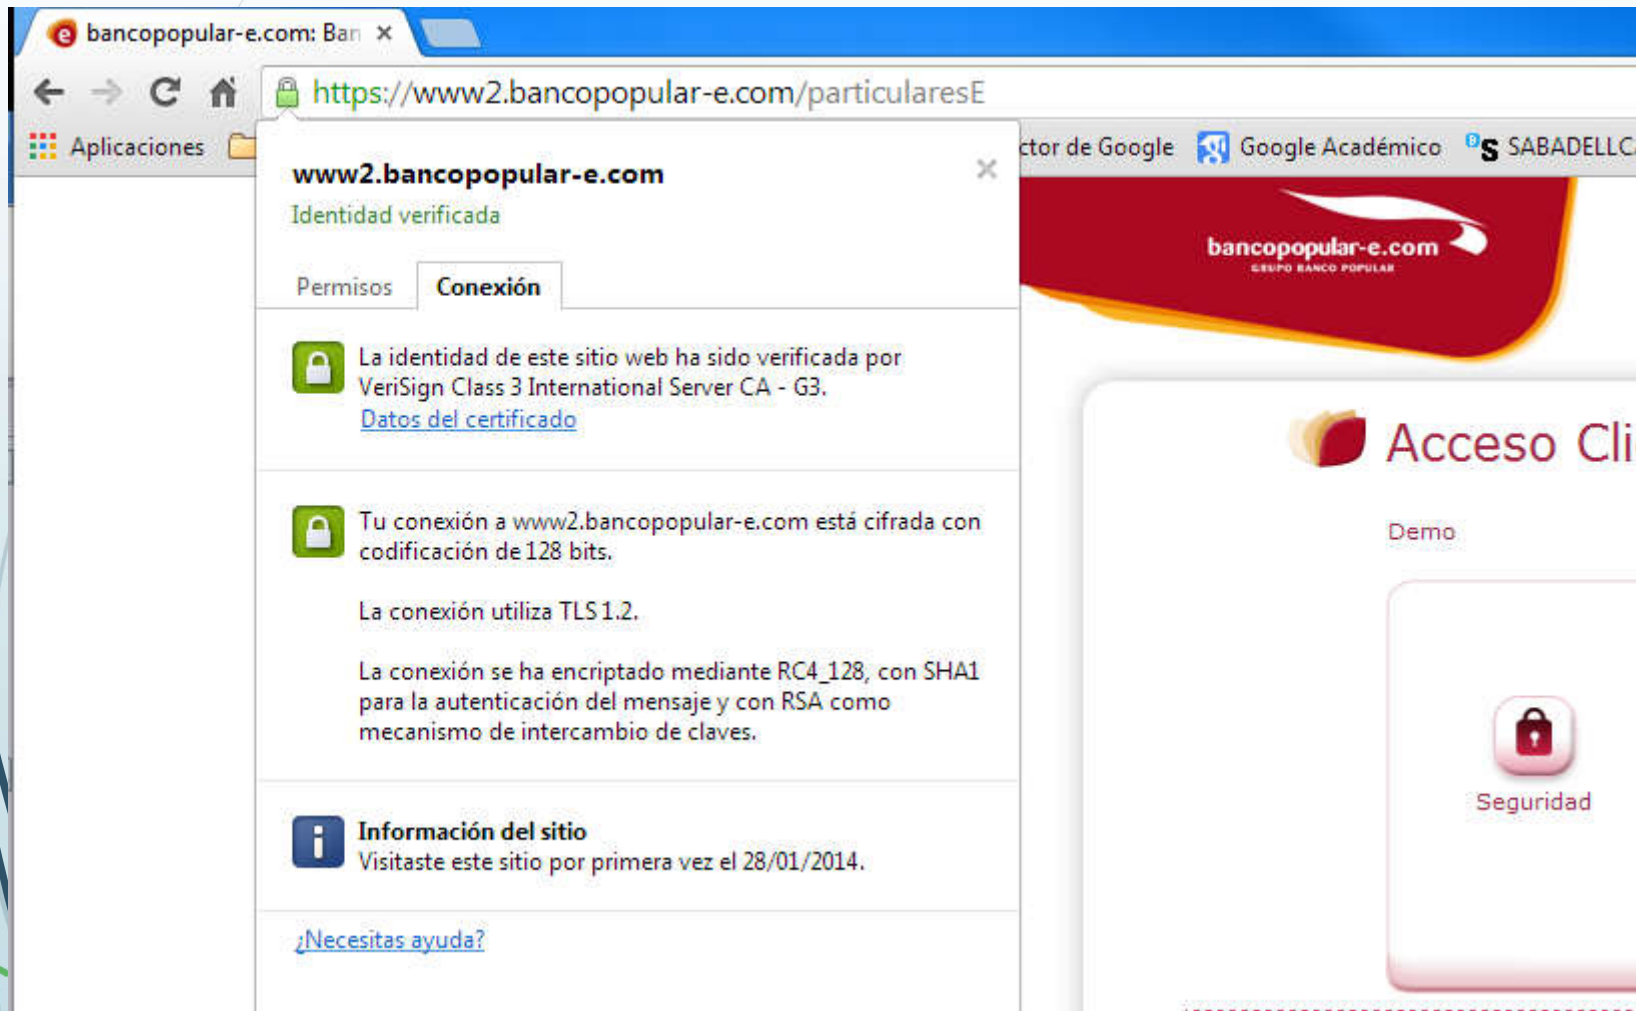 bancopopular-e.com: Ban
https://www2.bancopopular-e.com/particularesE
Aplicaciones
ctor de Google
Google Académico
SABADELLCA
www2.bancopopular-e.com
Identidad verificada
Permisos
Conexión
La identidad de este sitio web ha sido verificada por
VeriSign Class 3 International Server CA - G3.
Datos del certificado
Tu conexión a www2.bancopopular-e.com está cifrada con
codificación de 128 bits.
La conexión utiliza TLS 1.2.
La conexión se ha encriptado mediante RC4_128, con SHA1
para la autenticación del mensaje y con RSA como
mecanismo de intercambio de claves.
Información del sitio
Visitaste este sitio por primera vez el 28/01/2014.
¿Necesitas ayuda?
bancopopular-e.com
GRUPO BANCO POPULAR
Acceso Cli
Demo
Seguridad